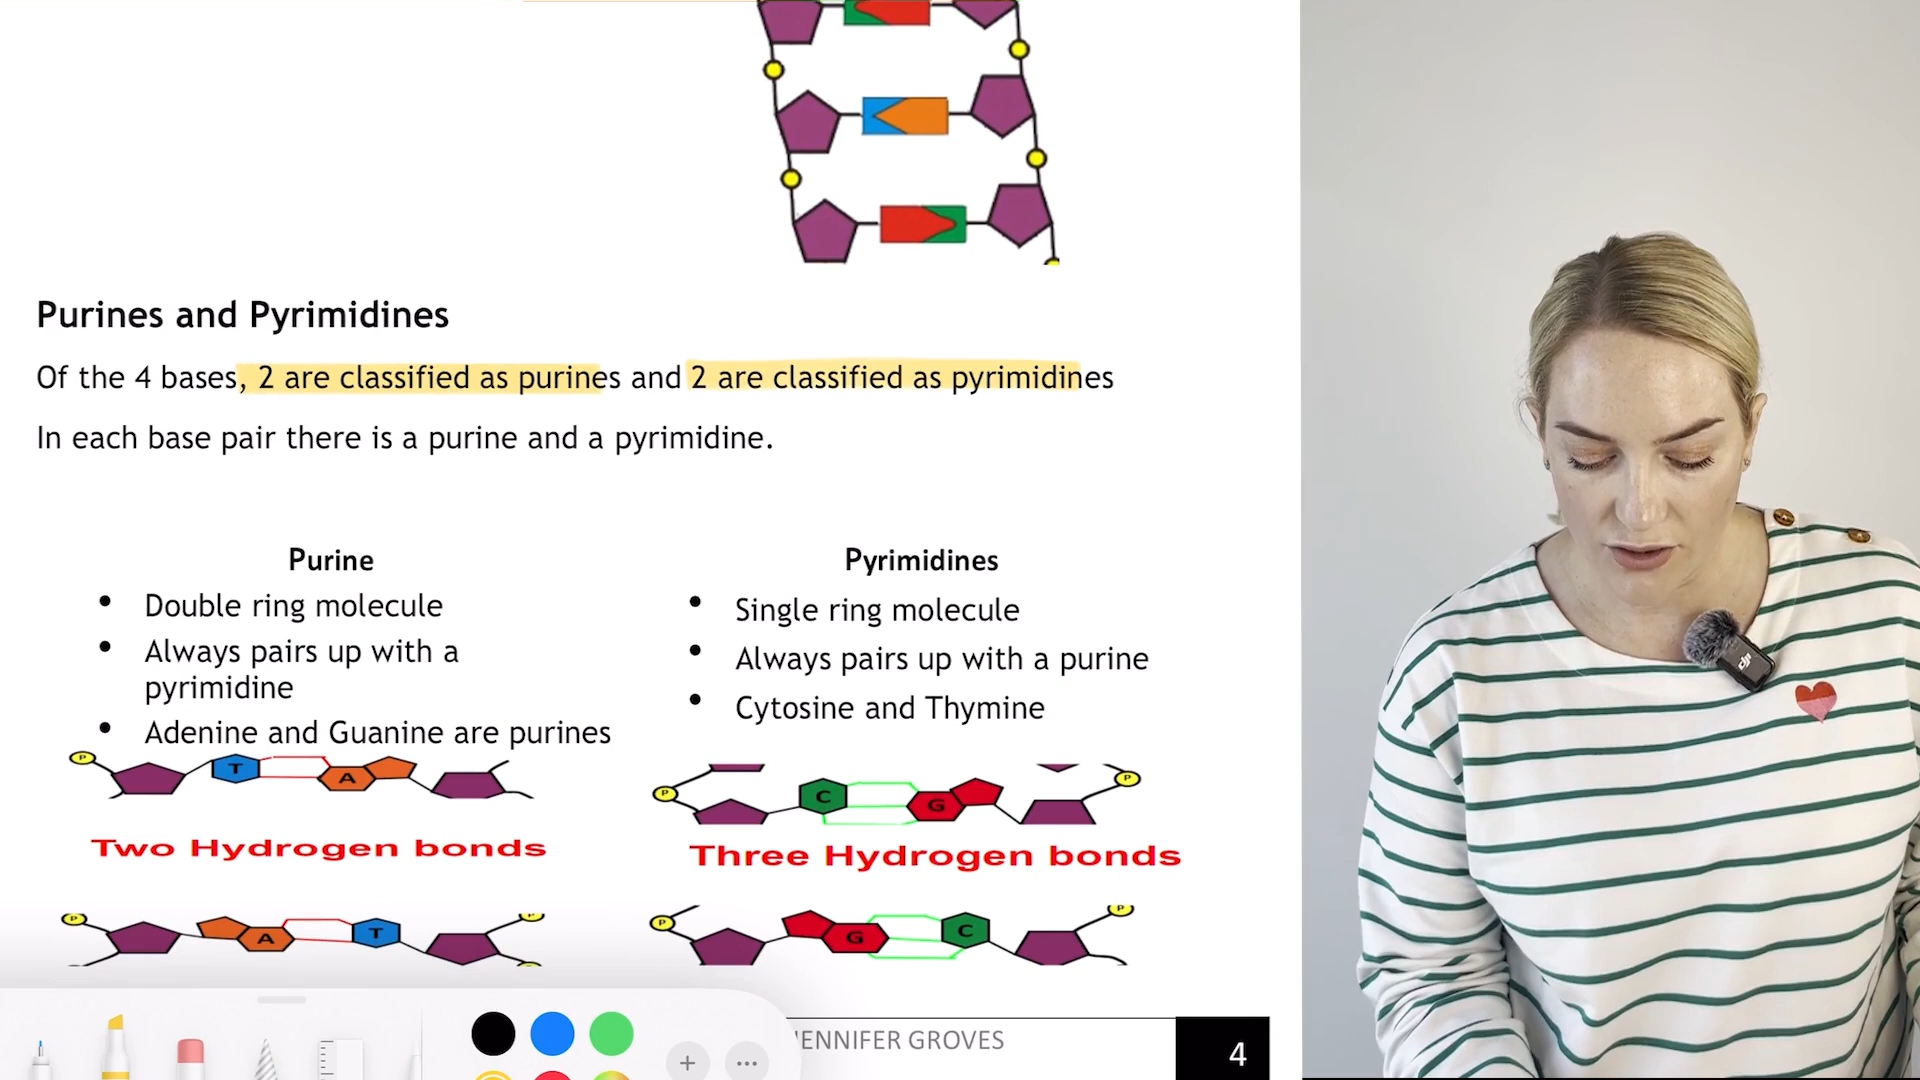 Purines and Pyrimidines
Of the 4 bases, 2 are classified as purines and 2 are classified as pyrimidines
In each base pair there is a purine and a pyrimidine.
Purine
• Double ring molecule
• Always pairs up with a
pyrimidine
• Adenine and Guanine are purines
Pyrimidines
• Single ring molecule
• Always pairs up with a purine
• Cytosine and Thymine
P T A
P C G P
Two Hydrogen bonds
Three Hydrogen bonds
P A T
P G C P
JENNIFER GROVES
4
dji